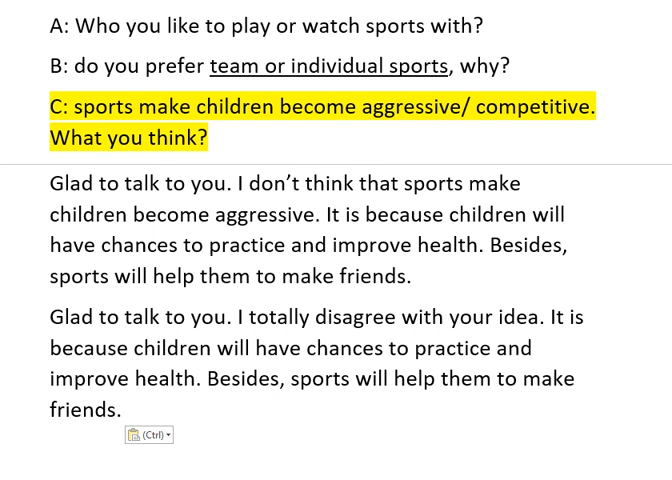 A: Who you like to play or watch sports with?
B: do you prefer team or individual sports, why?
C: sports make children become aggressive/ competitive.
What you think?
Glad to talk to you. I don’t think that sports make
children become aggressive. It is because children will
have chances to practice and improve health. Besides,
sports will help them to make friends.
Glad to talk to you. I totally disagree with your idea. It is
because children will have chances to practice and
improve health. Besides, sports will help them to make
friends.
(Ctrl)